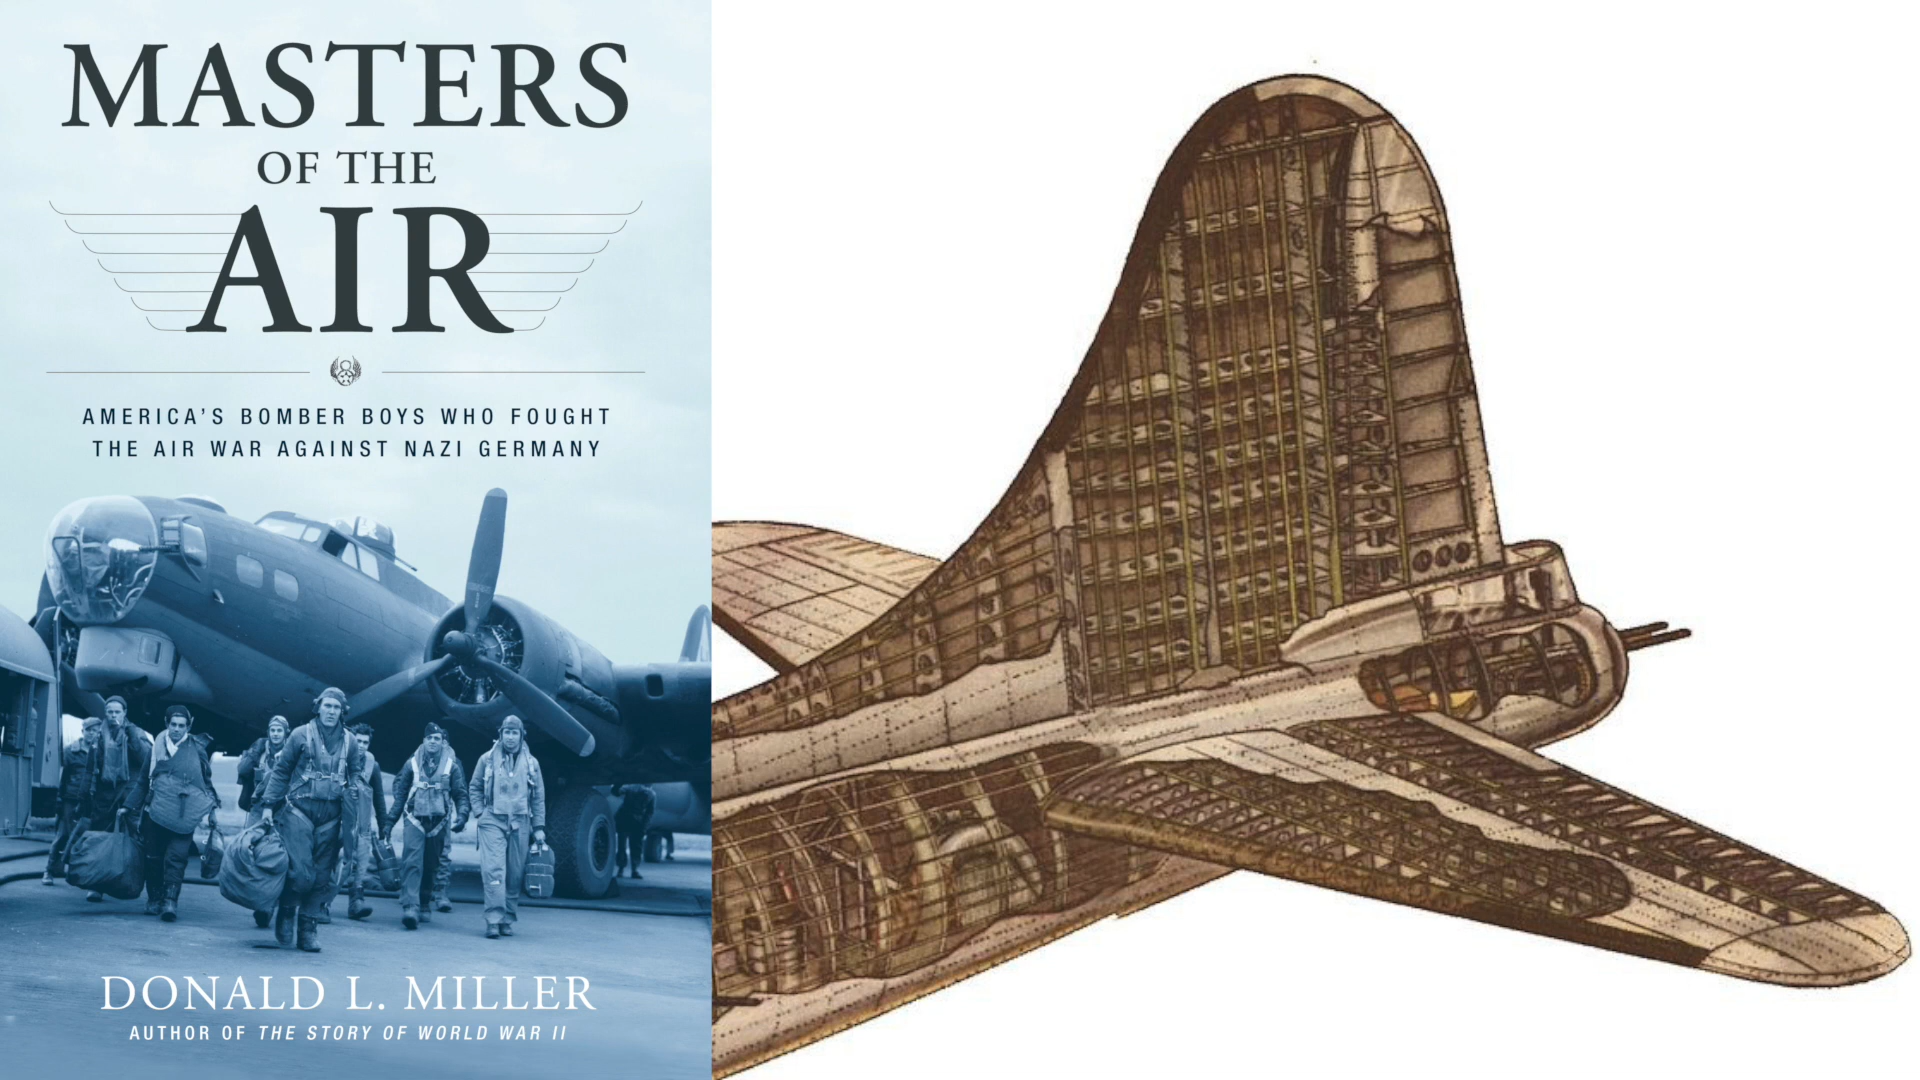 MASTERS
OF THE
AIR
AMERICA'S BOMBER BOYS WHO FOUGHT
THE AIR WAR AGAINST NAZI GERMANY
DONALD L. MILLER
AUTHOR OF THE STORY OF WORLD WAR II